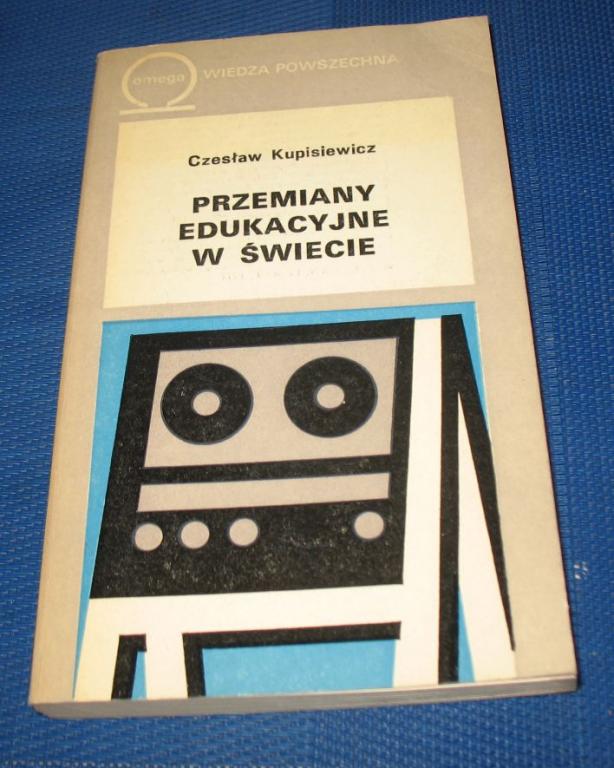 omega
WIEDZA POWSZECHNA
Czesław Kupisiewicz
PRZEMIANY
EDUKACYJNE
W ŚWIECIE